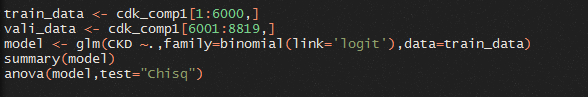 train_data <- cdk_comp1[1:6000,]
vali_data <- cdk_comp1[6001:8819,]
model <- glm(CKD ~.,family=binomial(link='logit'),data=train_data)
summary(model)
anova(model,test="Chisq")